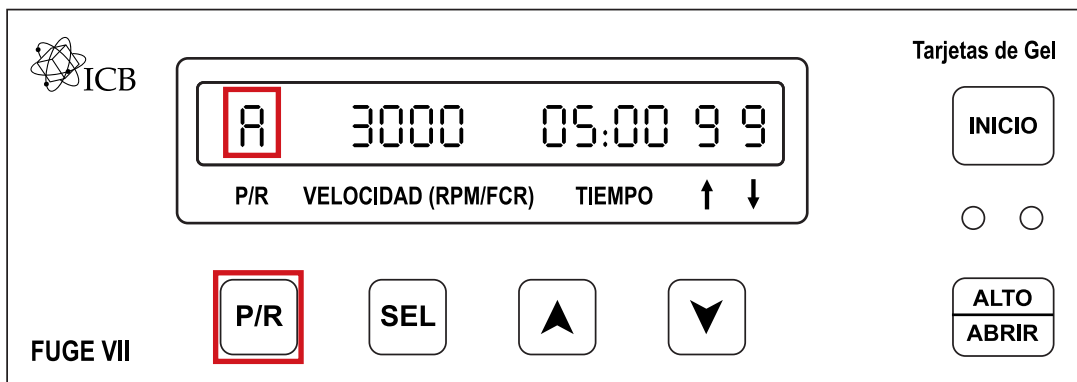 ICB
Tarjetas de Gel
A 3000 05:00 9 9
INICIO
P/R VELOCIDAD (RPM/FCR) TIEMPO ↑ ↓
P/R SEL
ALTO
ABRIR
FUGE VII